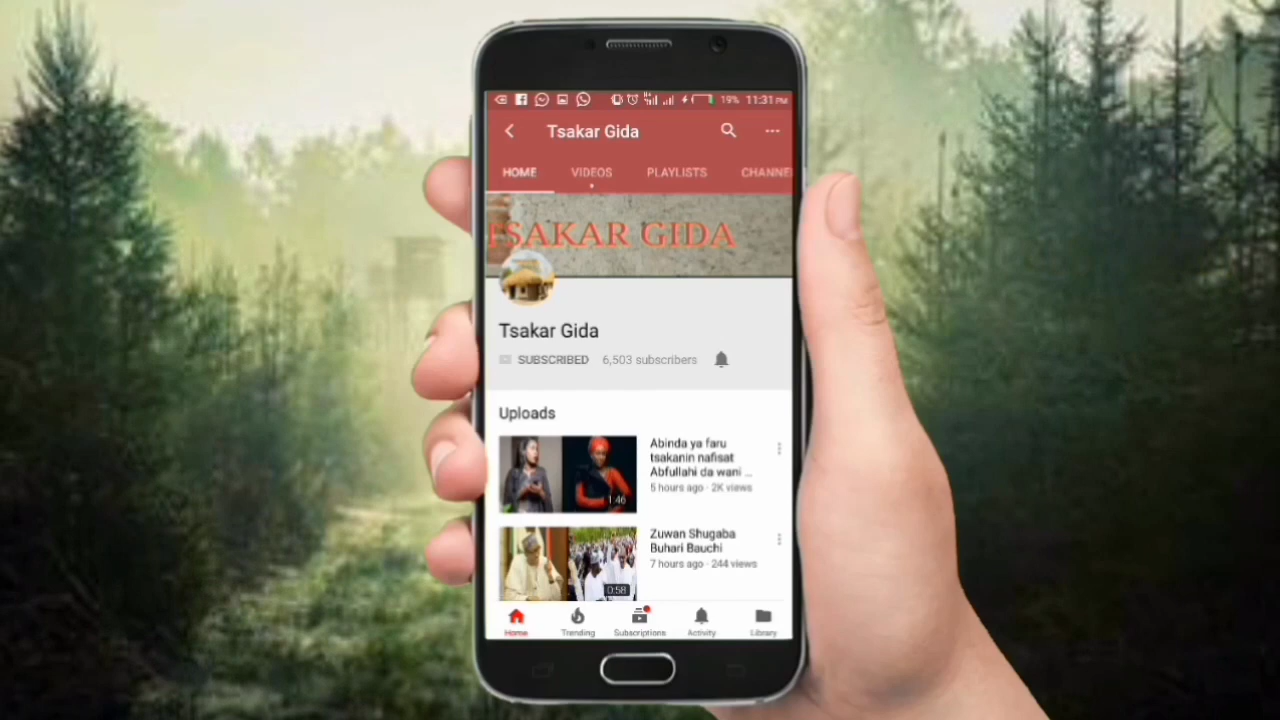 19% 11:31 PM
Tsakar Gida
HOME VIDEOS PLAYLISTS CHANNE
TSAKAR GIDA
Tsakar Gida
SUBSCRIBED 6,503 subscribers
Uploads
Abinda ya faru
tsakanin nafisat
Abfullahi da wani ...
5 hours ago · 2K views
1:46
Zuwan Shugaba
Buhari Bauchi
7 hours ago · 244 views
0:58
Home Trending Subscriptions Activity Library